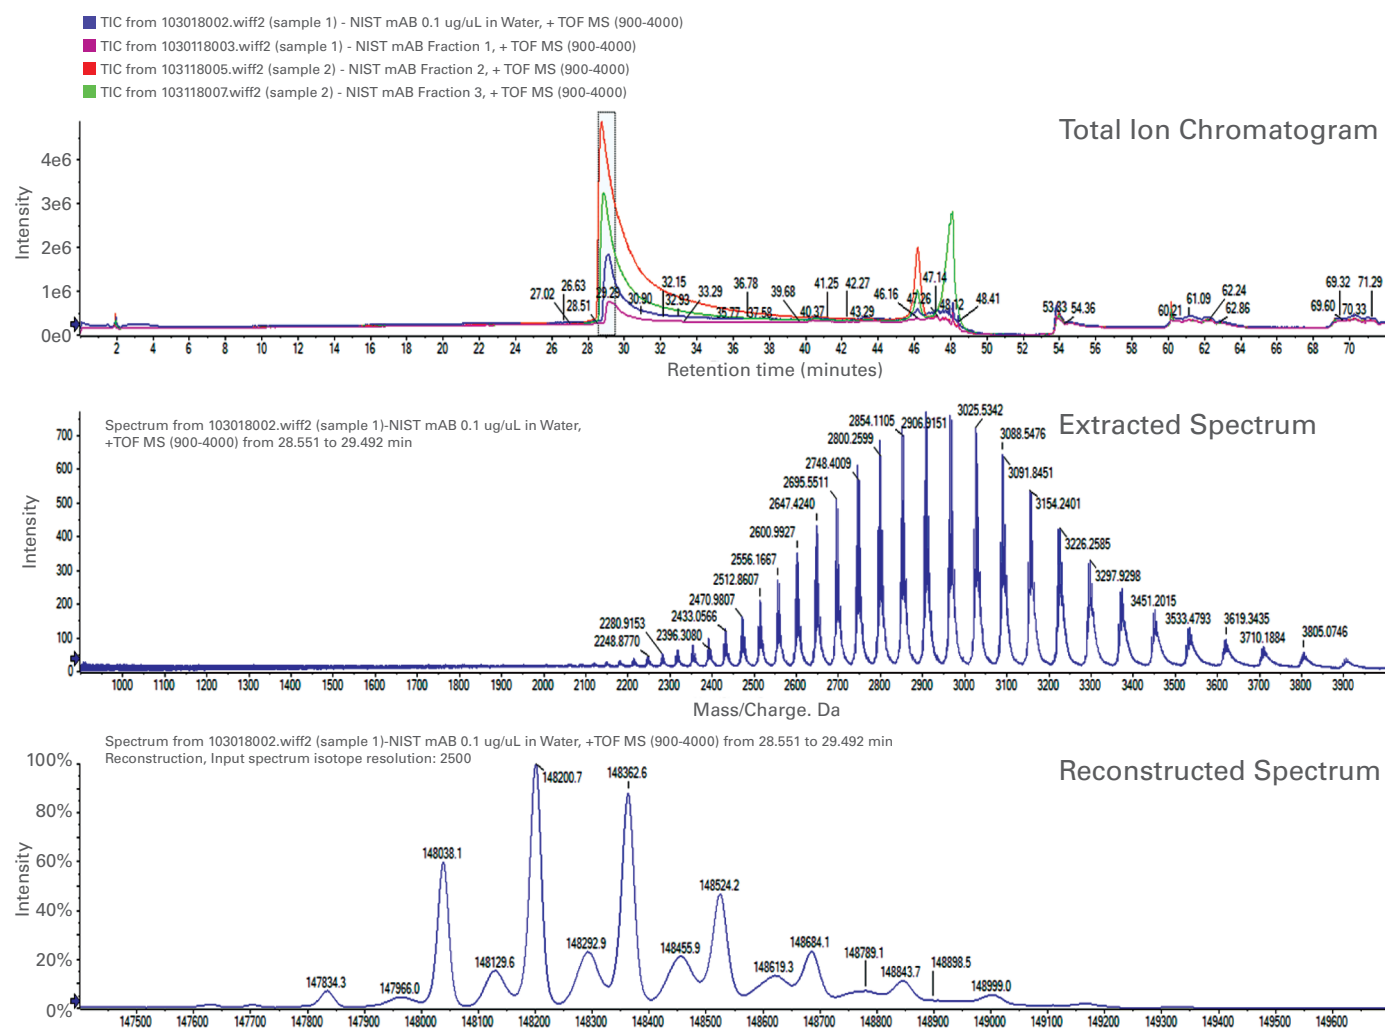 TIC from 103018002.wiff2 (sample 1) - NIST mAB 0.1 ug/uL in Water, + TOF MS (900-4000)
TIC from 1030118003.wiff2 (sample 1) - NIST mAB Fraction 1, + TOF MS (900-4000)
TIC from 103118005.wiff2 (sample 2) - NIST mAB Fraction 2, + TOF MS (900-4000)
TIC from 103118007.wiff2 (sample 2) - NIST mAB Fraction 3, + TOF MS (900-4000)
Total Ion Chromatogram
Intensity
4e6
3e6
2e6
1e6
0e0
27.02 26.63 28.51 29.29 30.90 32.15 32.93 33.29 35.77 36.78 37.58 39.68 40.37 41.25 42.27 43.29 46.16 47.26 47.14 48.12 48.41 53.83 54.36 60.21 61.09 62.24 62.86 69.32 69.60 70.33 71.29
2 4 6 8 10 12 14 16 18 20 22 24 26 28 30 32 34 36 38 40 42 44 46 48 50 52 54 56 58 60 62 64 66 68 70
Retention time (minutes)
Spectrum from 103018002.wiff2 (sample 1)-NIST mAB 0.1 ug/uL in Water,
+TOF MS (900-4000) from 28.551 to 29.492 min
Extracted Spectrum
Intensity
700
600
500
400
300
200
100
0
2248.8770
2280.9153
2396.3080
2433.0566
2470.9807
2512.8607
2556.1667
2600.9927
2647.4240
2695.5511
2748.4009
2800.2599
2854.1105
2906.9151
3025.5342
3088.5476
3091.8451
3154.2401
3226.2585
3297.9298
3451.2015
3533.4793
3619.3435
3710.1884
3805.0746
1000 1100 1200 1300 1400 1500 1600 1700 1800 1900 2000 2100 2200 2300 2400 2500 2600 2700 2800 2900 3000 3100 3200 3300 3400 3500 3600 3700 3800 3900
Mass/Charge. Da
Spectrum from 103018002.wiff2 (sample 1)-NIST mAB 0.1 ug/uL in Water, +TOF MS (900-4000) from 28.551 to 29.492 min
Reconstruction, Input spectrum isotope resolution: 2500
Reconstructed Spectrum
Intensity
100%
80%
60%
40%
20%
0%
147834.3
147966.0
148038.1
148129.6
148200.7
148292.9
148362.6
148455.9
148524.2
148619.3
148684.1
148789.1
148843.7
148898.5
148999.0
147500 147600 147700 147800 147900 148000 148100 148200 148300 148400 148500 148600 148700 148800 148900 149000 149100 149200 149300 149400 149500 149600